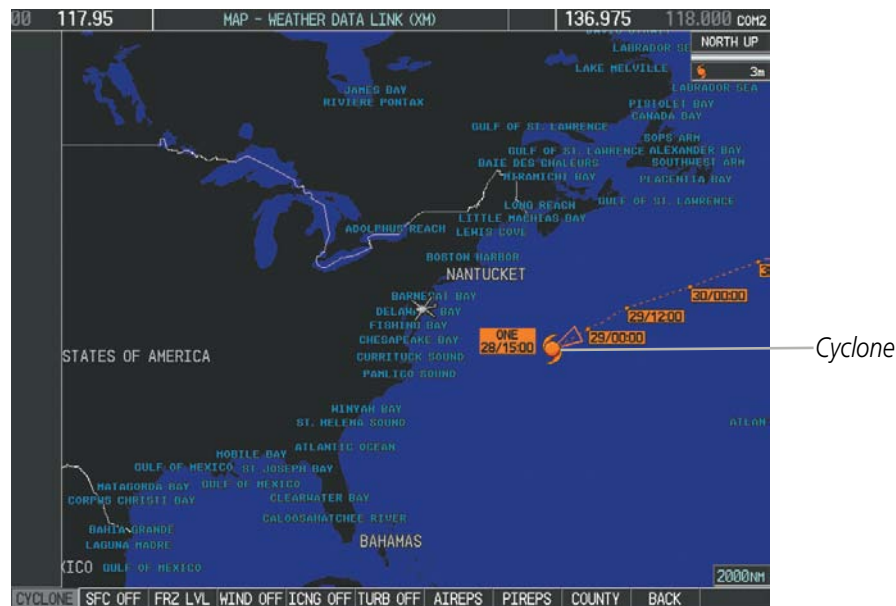 00 117.95 MAP - WEATHER DATA LINK (XM) 136.975 118.000 COM2
NORTH UP
LABRADOR SE
LAKE MELVILLE
3m
LABRADOR SEA
JAMES BAY
RIVIERE PONTAX
PISTOLET BAY
CANADA BAY
GULF OF ST. LAWRENCE
SOPS ARM
GULF OF ST. LAWRENCE ALEXANDER BAY
BAIE DES CHALEURS SOUTHWEST ARM
MIRAMICHI BAY PLACENTIA BAY
LONG REACH GULF OF ST. LAWRENCE
LITTLE MACHIAS BAY
ADOLPHUS REACH LEWIS COVE
BOSTON HARBOR
NANTUCKET
BARNEGAT BAY
30/00:00
DELAWARE BAY
29/12:00
FISHING BAY
ONE
28/15:00
29/00:00
CHESAPEAKE BAY
Cyclone
STATES OF AMERICA
CURRITUCK SOUND
PAMLICO SOUND
WINYAH BAY
ST. HELENA SOUND
ATLAN
ATLANTIC OCEAN
MOBILE BAY
GULF OF MEXICO ST JOSEPH BAY
MATAGORDA BAY GULF OF MEXICO
CORPUS CHRISTI BAY CLEARWATER BAY
CALOOSAHATCHEE RIVER
BAHIA GRANDE
LAGUNA MADRE
BAHAMAS
XICO GULF OF MEXICO
2000NM
CYCLONE SFC OFF FRZ LVL WIND OFF ICNG OFF TURB OFF AIREPS PIREPS COUNTY BACK